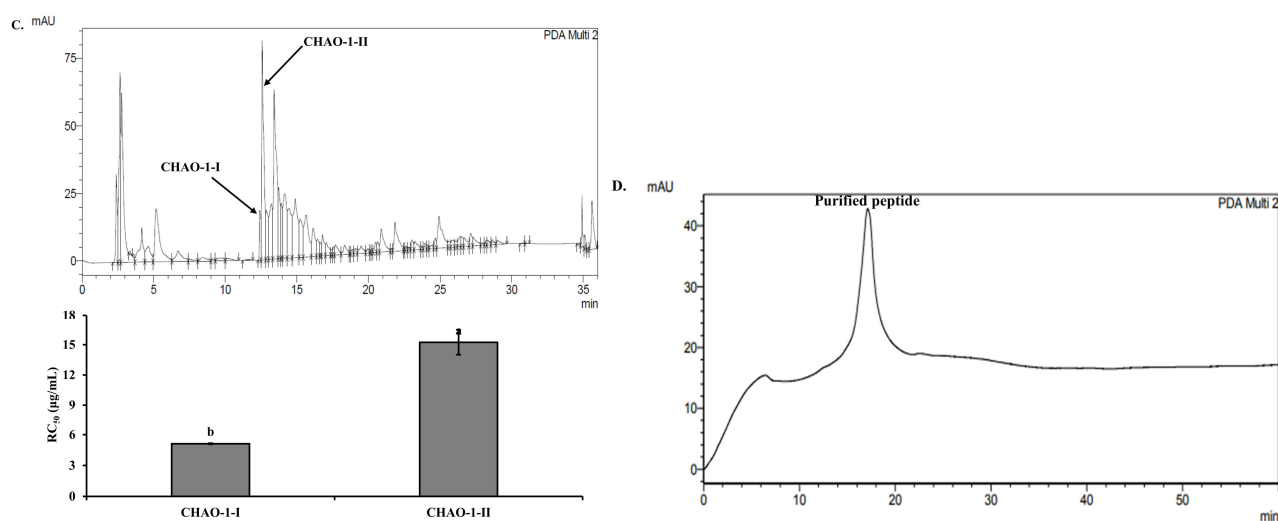 C.
mAU
PDA Multi 2
75
50
25
0
CHAO-1-II
CHAO-1-I
0 5 10 15 20 25 30 35
min
18
15
12
9
6
3
0
RC50 (µg/mL)
b
a
CHAO-1-I CHAO-1-II
D.
mAU
Purified peptide
PDA Multi 2
40
30
20
10
0
0 10 20 30 40 50
min